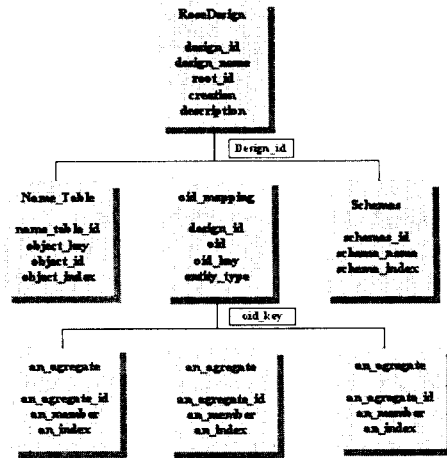 RoseDesign
design_id
design_name
root_id
creation
description
Design_id
Name_Table
name_table_id
object_key
object_id
object_index
oid_mapping
design_id
oid
oid_key
entity_type
Schemas
schemas_id
schema_name
schema_index
oid_key
an_agregate
an_agregate_id
an_member
an_index
an_agregate
an_agregate_id
an_member
an_index
an_agregate
an_agregate_id
an_member
an_index